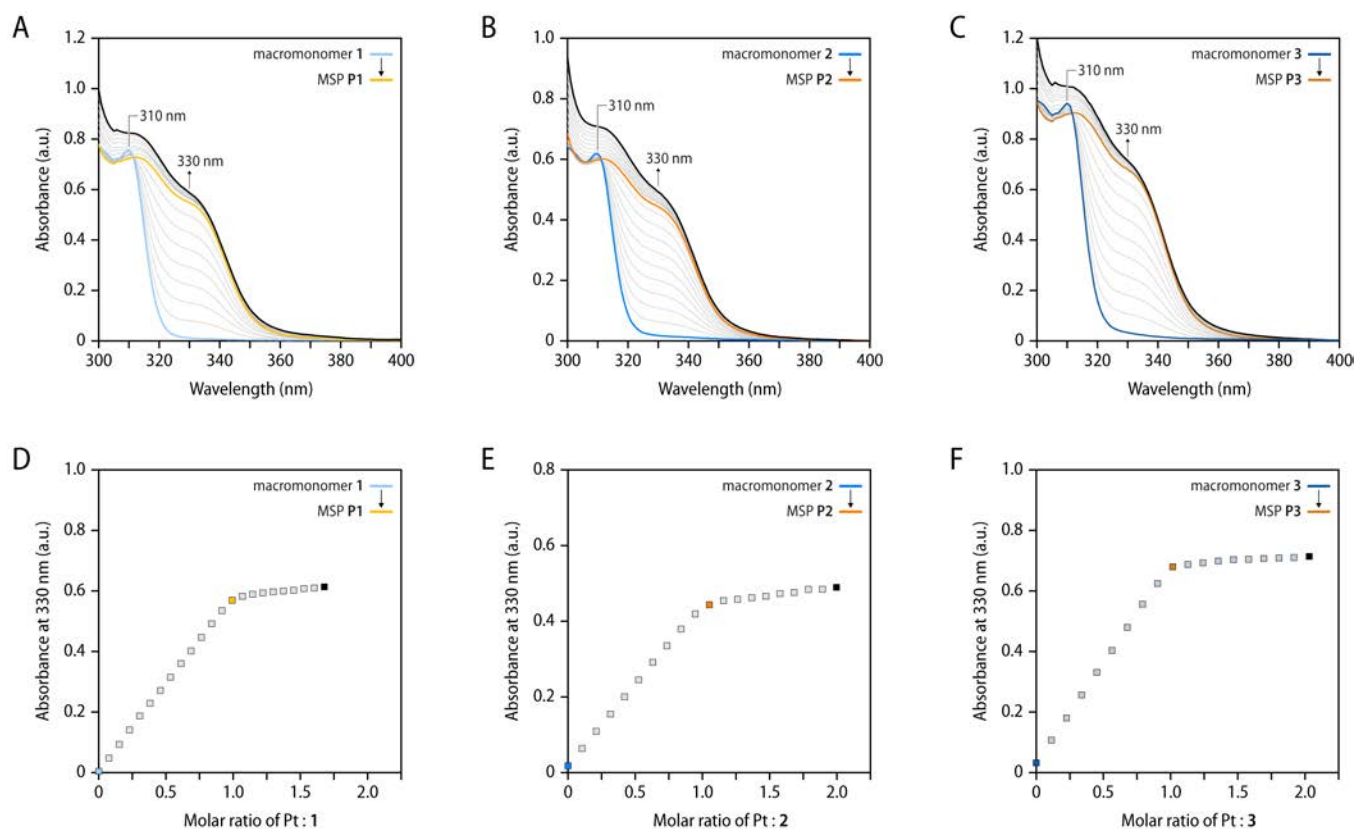 A
macromonomer 1
MSP P1
310 nm
330 nm
Absorbance (a.u.)
1.2
1.0
0.8
0.6
0.4
0.2
0
300 320 340 360 380 400
Wavelength (nm)
B
macromonomer 2
MSP P2
310 nm
330 nm
Absorbance (a.u.)
1.0
0.8
0.6
0.4
0.2
0
300 320 340 360 380 400
Wavelength (nm)
C
macromonomer 3
MSP P3
310 nm
330 nm
Absorbance (a.u.)
1.2
1.0
0.8
0.6
0.4
0.2
0
300 320 340 360 380 400
Wavelength (nm)
D
macromonomer 1
MSP P1
Absorbance at 330 nm (a.u.)
1.0
0.8
0.6
0.4
0.2
0
0 0.5 1.0 1.5 2.0
Molar ratio of Pt : 1
E
macromonomer 2
MSP P2
Absorbance at 330 nm (a.u.)
0.8
0.6
0.4
0.2
0
0 0.5 1.0 1.5 2.0
Molar ratio of Pt : 2
F
macromonomer 3
MSP P3
Absorbance at 330 nm (a.u.)
1.0
0.8
0.6
0.4
0.2
0
0 0.5 1.0 1.5 2.0
Molar ratio of Pt : 3